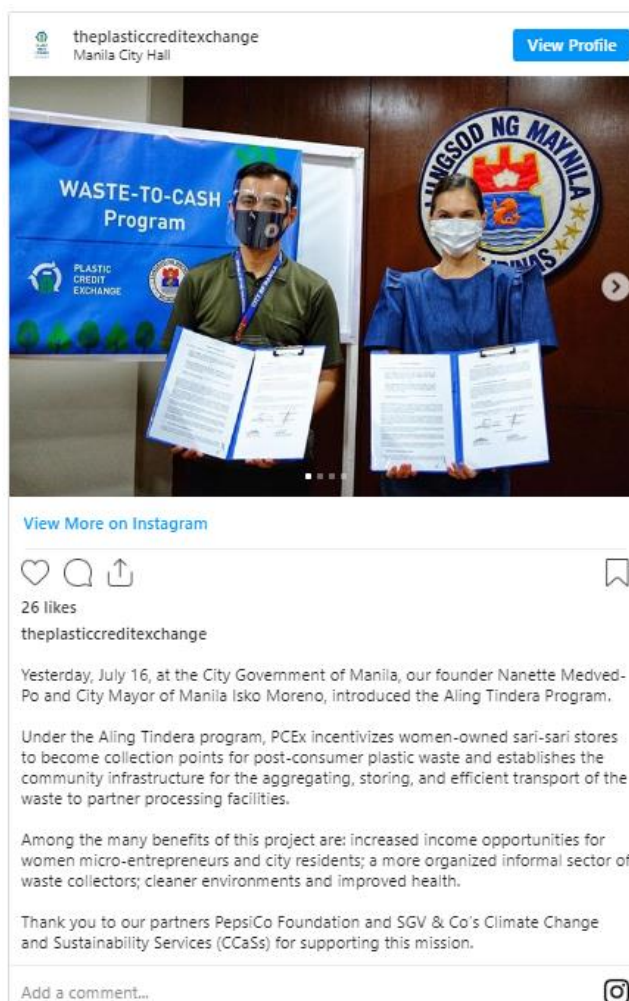 theplasticcreditexchange
Manila City Hall
View Profile
WASTE-TO-CASH
Program
PLASTIC
CREDIT
EXCHANGE
LUNGSOD NG MAYNILA
PILIPINAS
CITY OF MANILA
View More on Instagram
26 likes
theplasticcreditexchange
Yesterday, July 16, at the City Government of Manila, our founder Nanette Medved-
Po and City Mayor of Manila Isko Moreno, introduced the Aling Tindera Program.
Under the Aling Tindera program, PCEx incentivizes women-owned sari-sari stores
to become collection points for post-consumer plastic waste and establishes the
community infrastructure for the aggregating, storing, and efficient transport of the
waste to partner processing facilities.
Among the many benefits of this project are: increased income opportunities for
women micro-entrepreneurs and city residents; a more organized informal sector of
waste collectors; cleaner environments and improved health.
Thank you to our partners PepsiCo Foundation and SGV & Co's Climate Change
and Sustainability Services (CCaSs) for supporting this mission.
Add a comment...